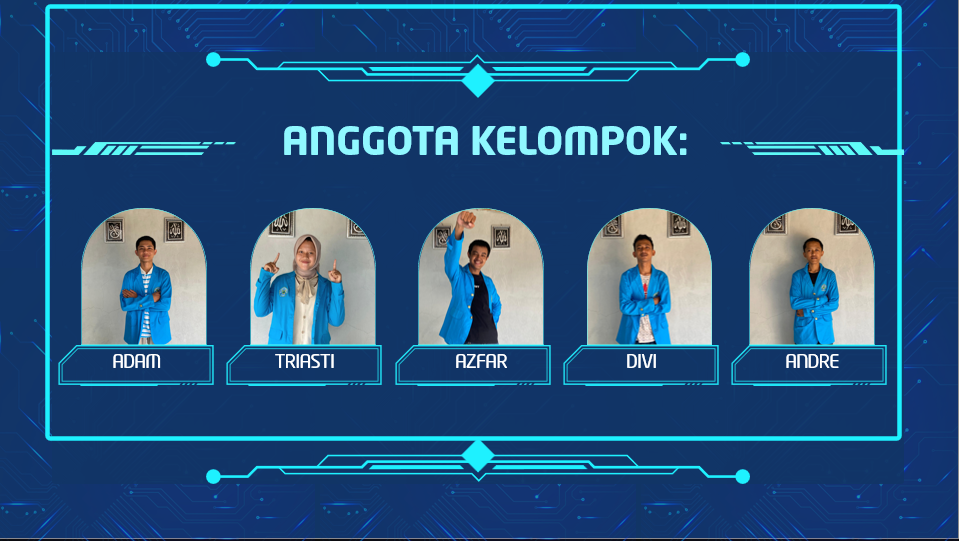 ANGGOTA KELOMPOK:
ADAM
TRIASTI
AZFAR
DIVI
ANDRE